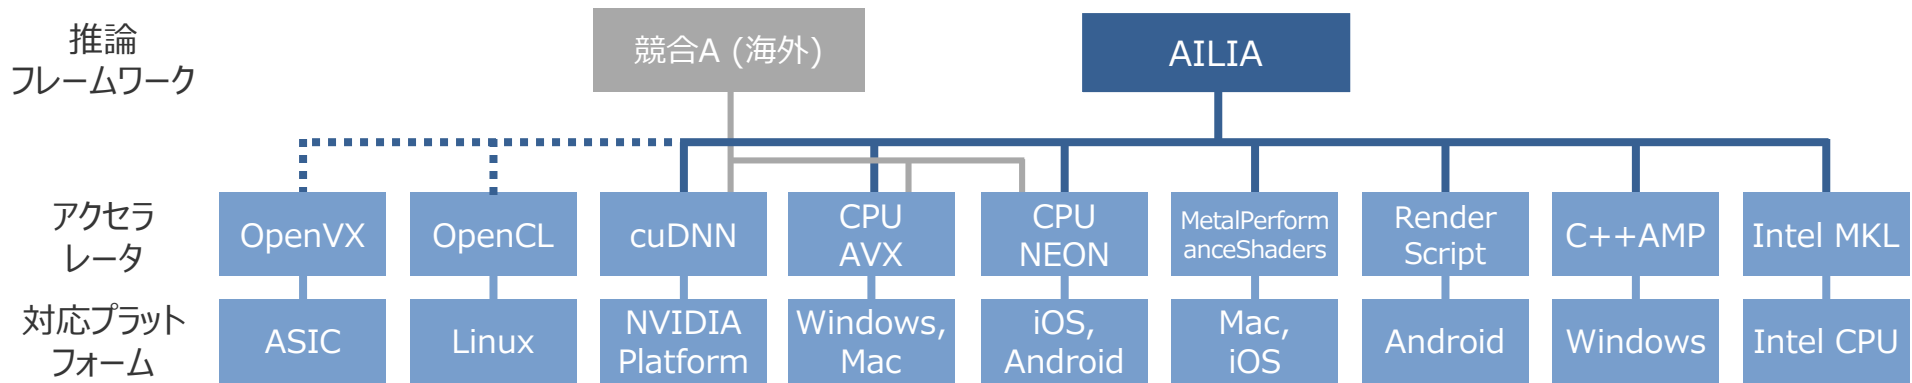 推論
フレームワーク
競合A (海外)
AILIA
アクセラ
レータ
OpenVX
OpenCL
cuDNN
CPU
AVX
CPU
NEON
MetalPerform
anceShaders
Render
Script
C++AMP
Intel MKL
対応プラット
フォーム
ASIC
Linux
NVIDIA
Platform
Windows,
Mac
iOS,
Android
Mac,
iOS
Android
Windows
Intel CPU